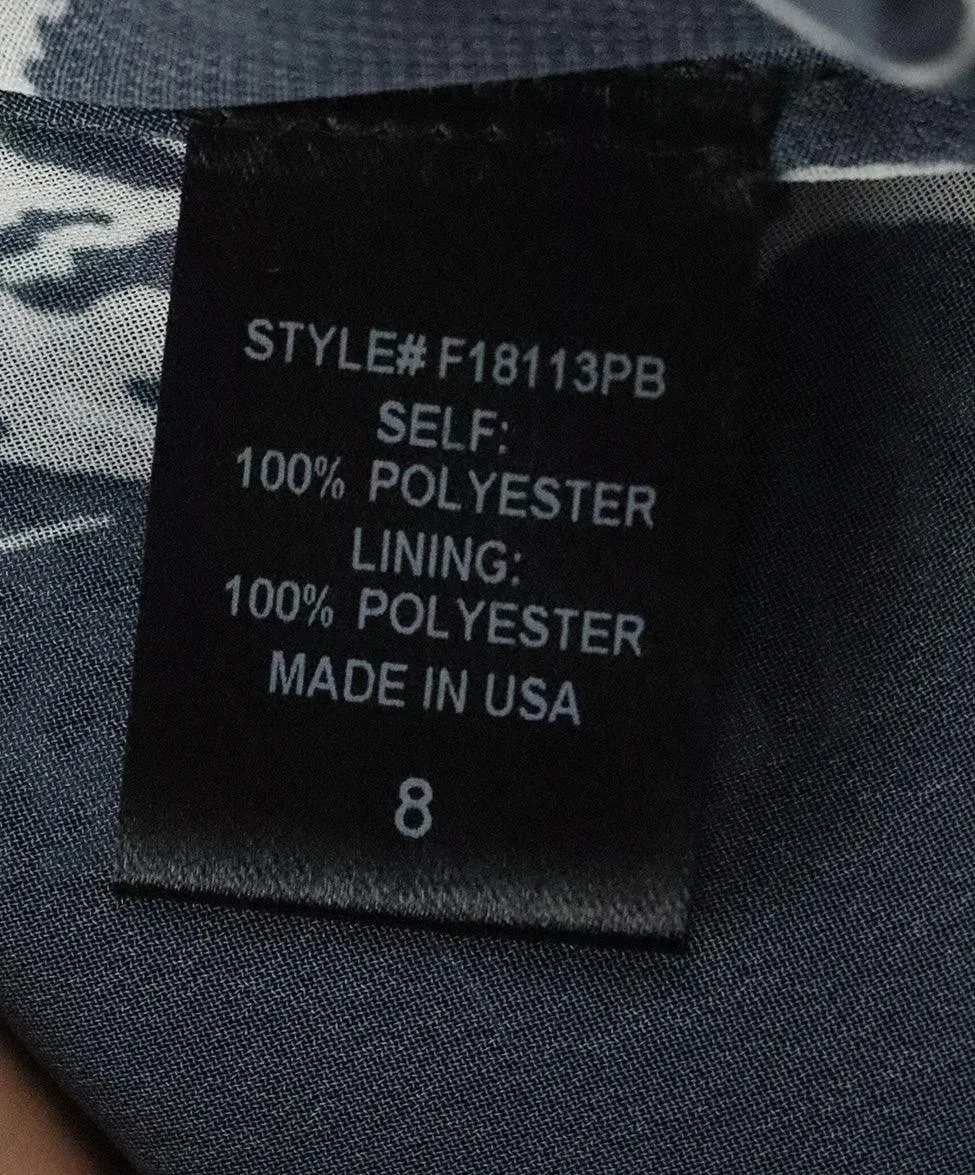 STYLE# F18113PB
SELF:
100% POLYESTER
LINING:
100% POLYESTER
MADE IN USA
8